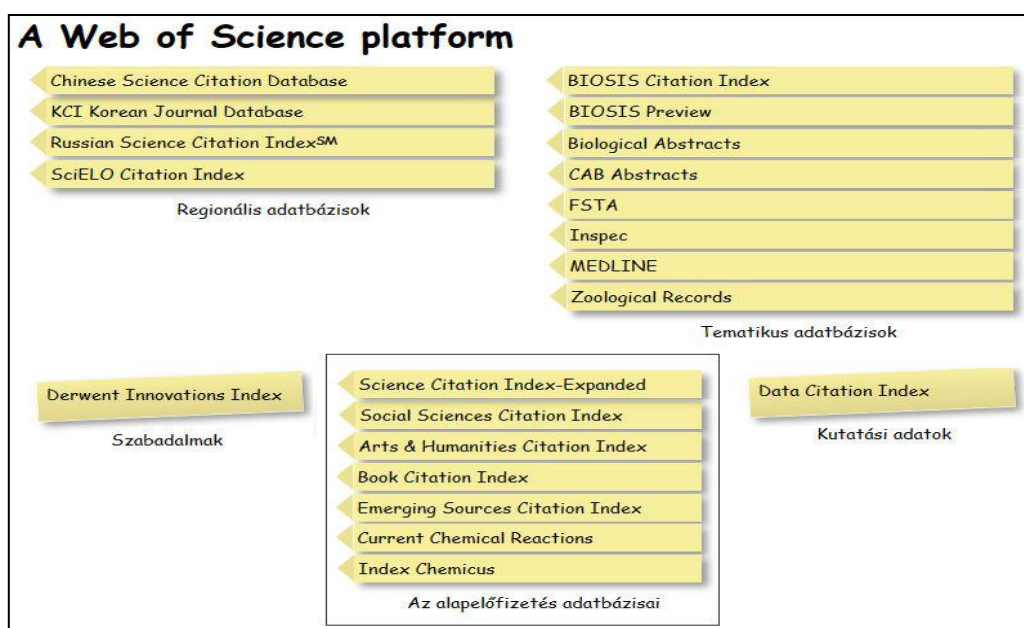 A Web of Science platform
Chinese Science Citation Database
KCI Korean Journal Database
Russian Science Citation Index℠
SciELO Citation Index
Regionális adatbázisok
BIOSIS Citation Index
BIOSIS Preview
Biological Abstracts
CAB Abstracts
FSTA
Inspec
MEDLINE
Zoological Records
Tematikus adatbázisok
Derwent Innovations Index
Szabadalmak
Science Citation Index-Expanded
Social Sciences Citation Index
Arts & Humanities Citation Index
Book Citation Index
Emerging Sources Citation Index
Current Chemical Reactions
Index Chemicus
Az alapelőfizetés adatbázisai
Data Citation Index
Kutatási adatok